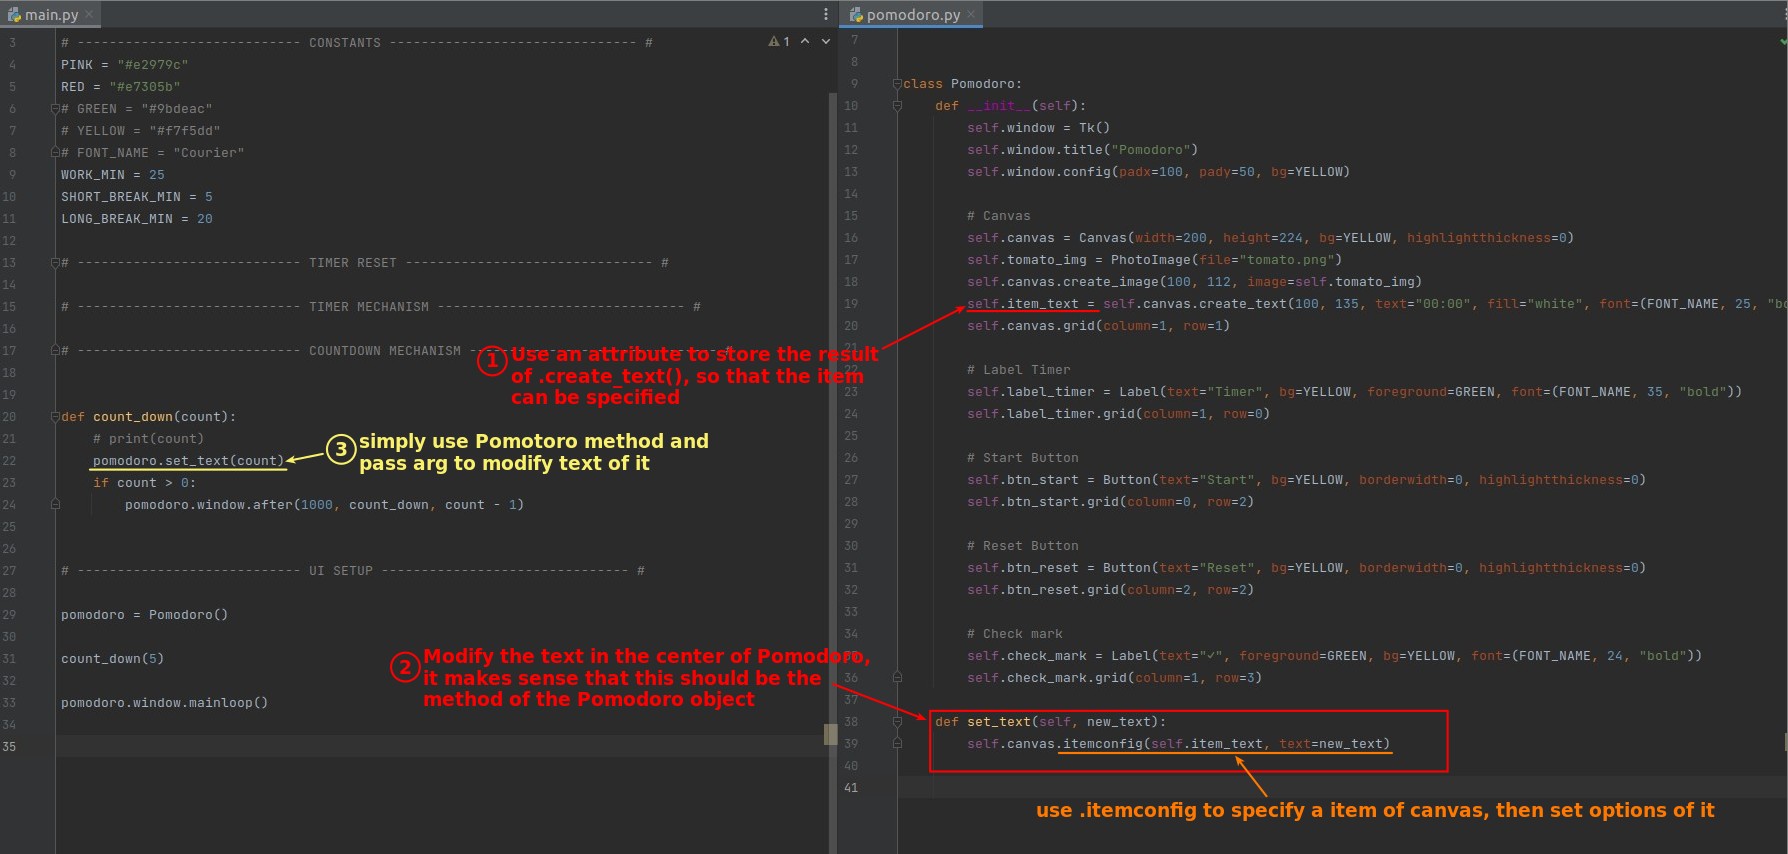 main.py
3 # ---------------------------- CONSTANTS ------------------------------- #
4 PINK = "#e2979c"
5 RED = "#e7305b"
6 # GREEN = "#9bdeac"
7 # YELLOW = "#f7f5dd"
8 # FONT_NAME = "Courier"
9 WORK_MIN = 25
10 SHORT_BREAK_MIN = 5
11 LONG_BREAK_MIN = 20
12
13 # ---------------------------- TIMER RESET ------------------------------- #
14
15 # ---------------------------- TIMER MECHANISM ------------------------------- #
16
17 # ---------------------------- COUNTDOWN MECHANISM ------------------------------- #
18
19
20 def count_down(count):
21     # print(count)
22     pomodoro.set_text(count)
23     if count > 0:
24         pomodoro.window.after(1000, count_down, count - 1)
25
26
27 # ---------------------------- UI SETUP ------------------------------- #
28
29 pomodoro = Pomodoro()
30
31 count_down(5)
32
33 pomodoro.window.mainloop()
34
35
1
① Use an attribute to store the result
of .create_text(), so that the item
can be specified
③ simply use Pomotoro method and
pass arg to modify text of it
② Modify the text in the center of Pomodoro,
it makes sense that this should be the
method of the Pomodoro object
pomodoro.py
7
8
9 class Pomodoro:
10     def __init__(self):
11         self.window = Tk()
12         self.window.title("Pomodoro")
13         self.window.config(padx=100, pady=50, bg=YELLOW)
14
15         # Canvas
16         self.canvas = Canvas(width=200, height=224, bg=YELLOW, highlightthickness=0)
17         self.tomato_img = PhotoImage(file="tomato.png")
18         self.canvas.create_image(100, 112, image=self.tomato_img)
19         self.item_text = self.canvas.create_text(100, 135, text="00:00", fill="white", font=(FONT_NAME, 25, "bo
20         self.canvas.grid(column=1, row=1)
21
22         # Label Timer
23         self.label_timer = Label(text="Timer", bg=YELLOW, foreground=GREEN, font=(FONT_NAME, 35, "bold"))
24         self.label_timer.grid(column=1, row=0)
25
26         # Start Button
27         self.btn_start = Button(text="Start", bg=YELLOW, borderwidth=0, highlightthickness=0)
28         self.btn_start.grid(column=0, row=2)
29
30         # Reset Button
31         self.btn_reset = Button(text="Reset", bg=YELLOW, borderwidth=0, highlightthickness=0)
32         self.btn_reset.grid(column=2, row=2)
33
34         # Check mark
35         self.check_mark = Label(text="✓", foreground=GREEN, bg=YELLOW, font=(FONT_NAME, 24, "bold"))
36         self.check_mark.grid(column=1, row=3)
37
38     def set_text(self, new_text):
39         self.canvas.itemconfig(self.item_text, text=new_text)
40
41
use .itemconfig to specify a item of canvas, then set options of it